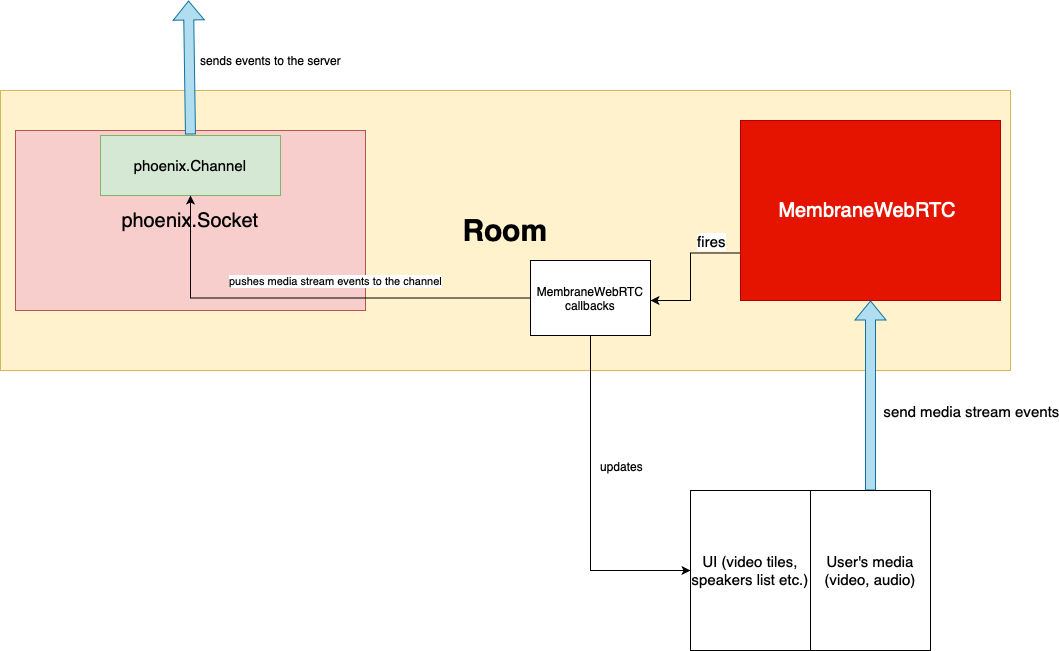 sends events to the server
phoenix.Channel
phoenix.Socket
Room
MembraneWebRTC
fires
pushes media stream events to the channel
MembraneWebRTC
callbacks
send media stream events
updates
UI (video tiles,
speakers list etc.)
User's media
(video, audio)